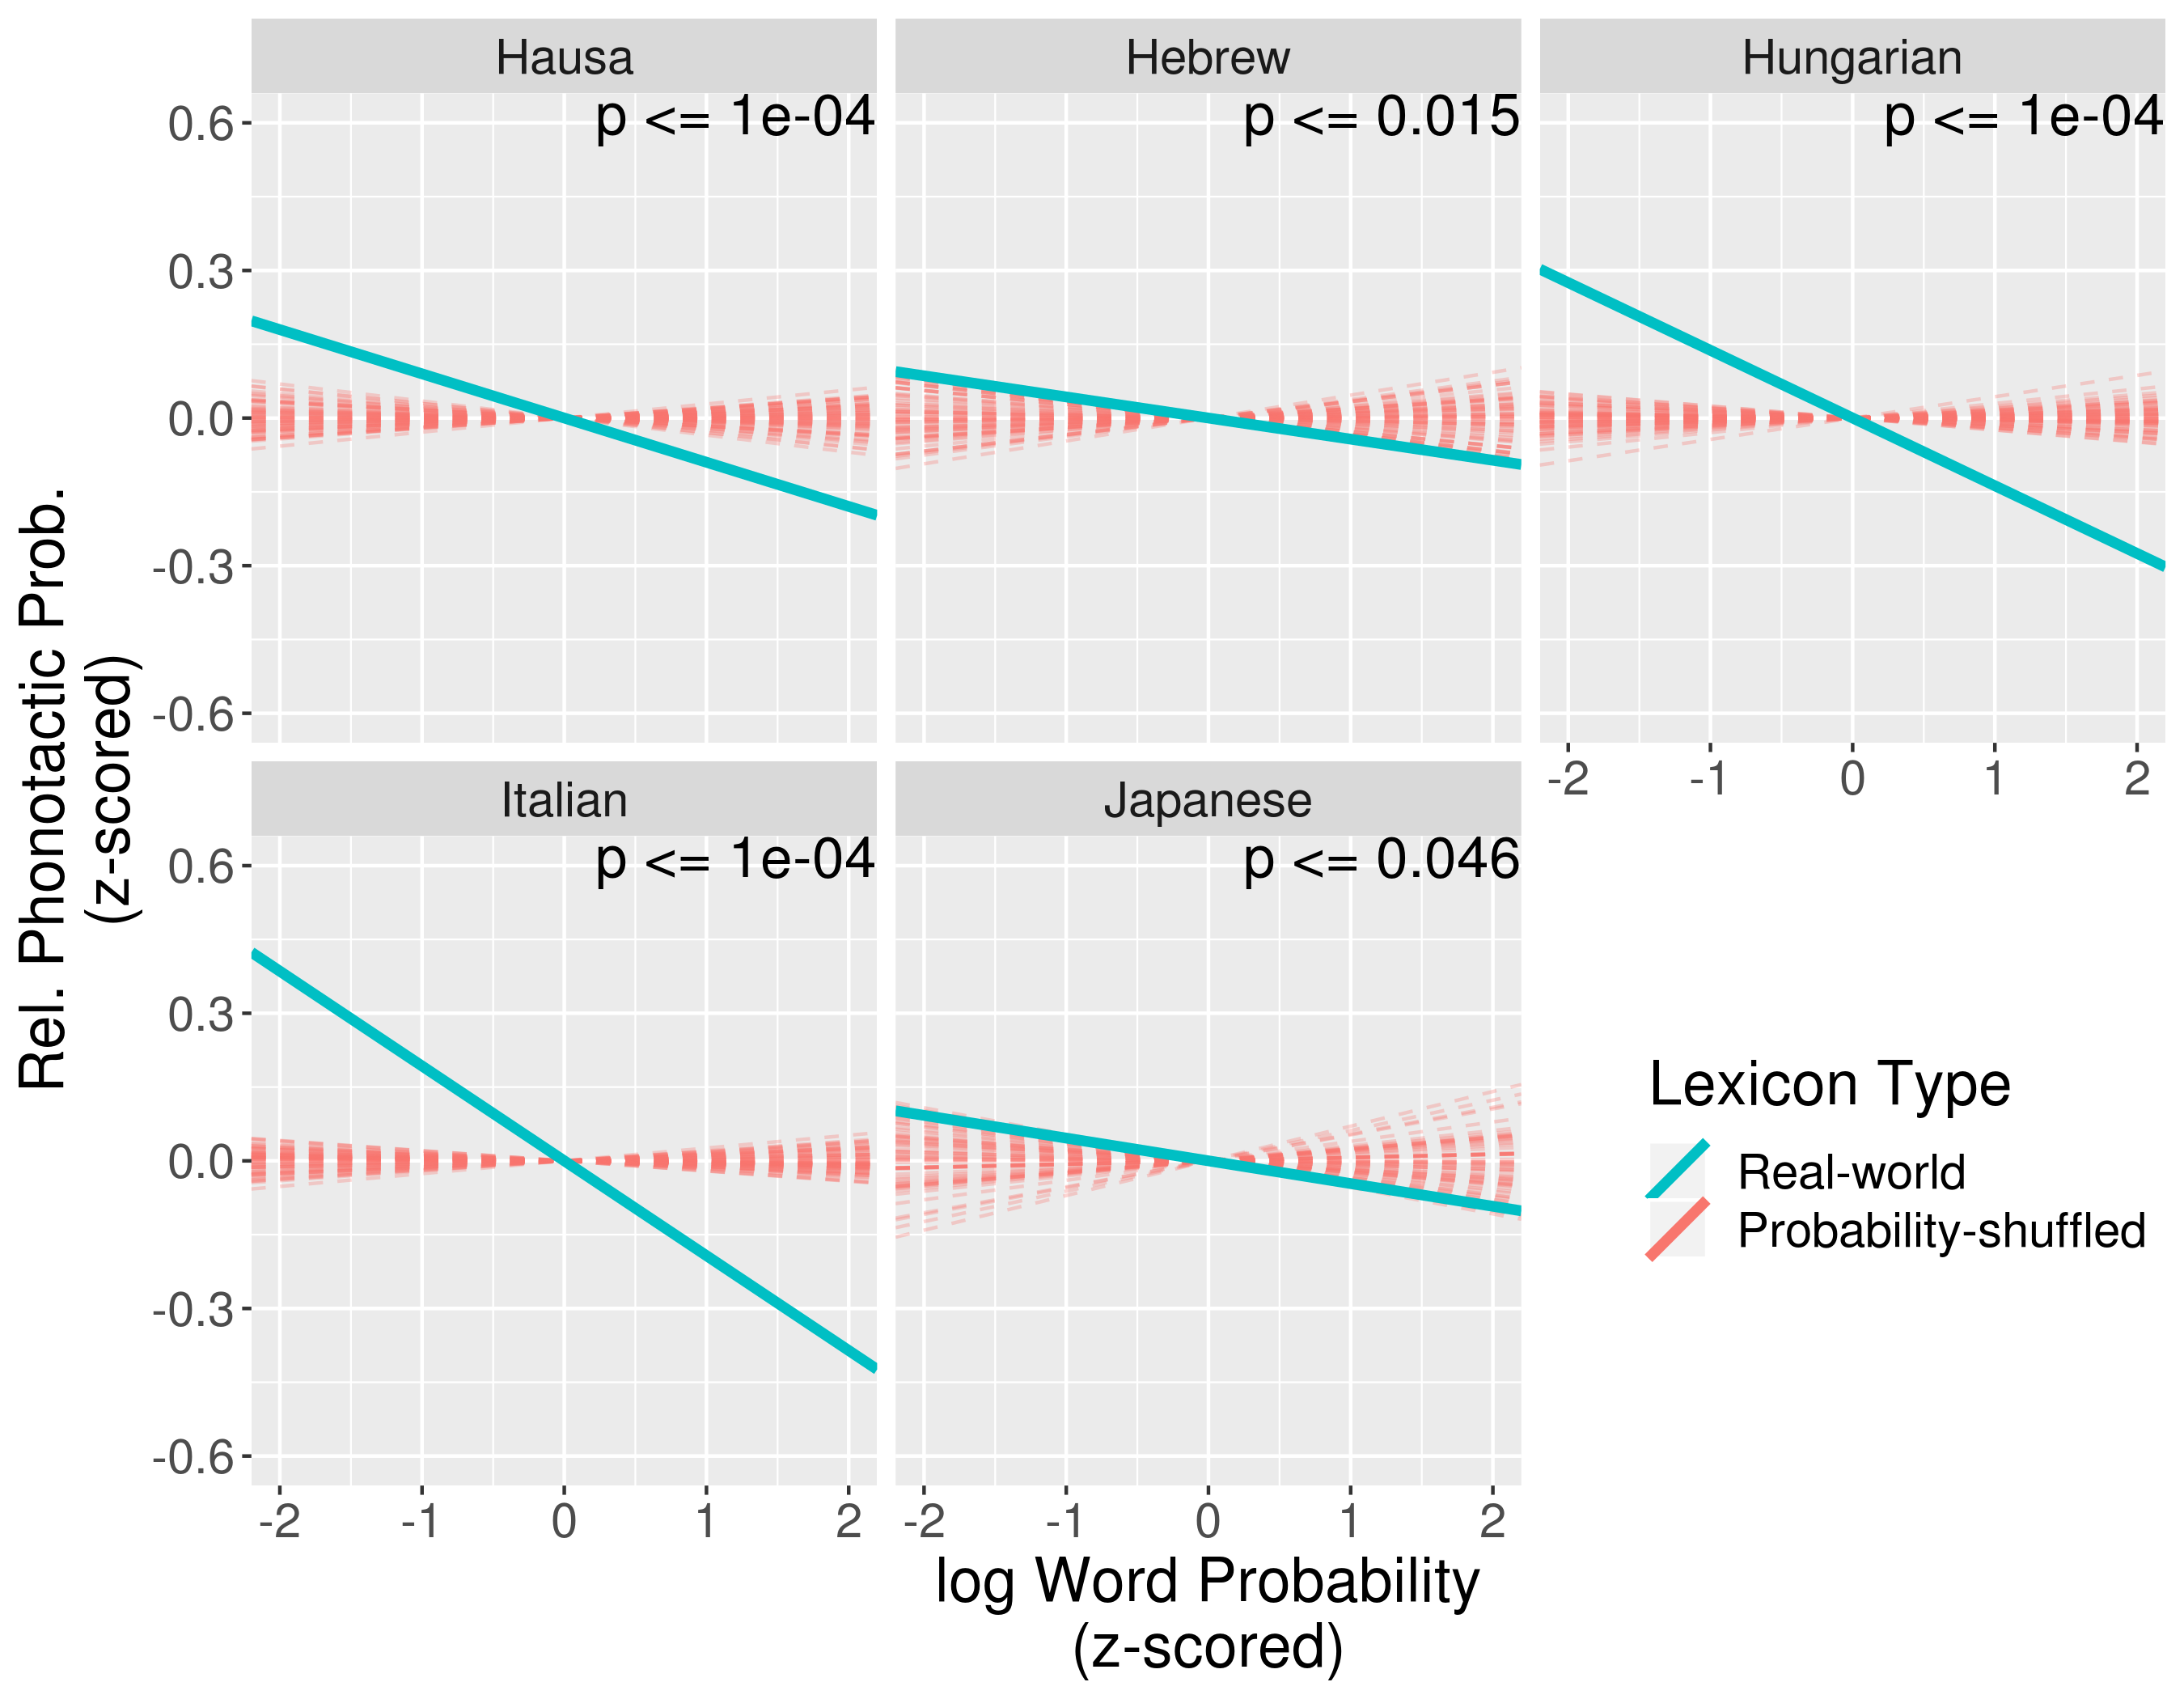 Hausa
Hebrew
Hungarian
p <= 1e-04
p <= 0.015
p <= 1e-04
0.6
0.3
0.0
-0.3
-0.6
-2 -1 0 1 2
Italian
Japanese
p <= 1e-04
p <= 0.046
0.6
0.3
0.0
-0.3
-0.6
-2 -1 0 1 2
-2 -1 0 1 2
Rel. Phonotactic Prob.
(z-scored)
log Word Probability
(z-scored)
Lexicon Type
Real-world
Probability-shuffled